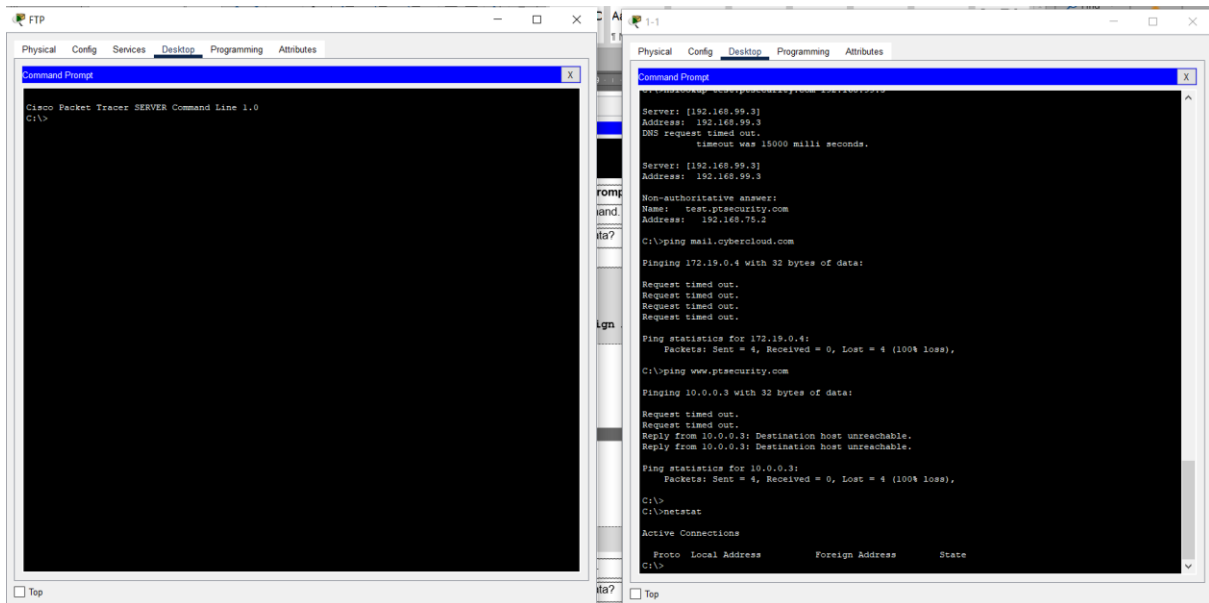 FTP
Physical Config Services Desktop Programming Attributes
Command Prompt X
Cisco Packet Tracer SERVER Command Line 1.0
C:\>
Top
1-1
Physical Config Desktop Programming Attributes
Command Prompt X
Server: [192.168.99.3]
Address: 192.168.99.3
DNS request timed out.
timeout was 15000 milli seconds.
Server: [192.168.99.3]
Address: 192.168.99.3
Non-authoritative answer:
Name: test.ptsecurity.com
Address: 192.168.75.2
C:\>ping mail.cybercloud.com
Pinging 172.19.0.4 with 32 bytes of data:
Request timed out.
Request timed out.
Request timed out.
Request timed out.
Ping statistics for 172.19.0.4:
Packets: Sent = 4, Received = 0, Lost = 4 (100% loss),
C:\>ping www.ptsecurity.com
Pinging 10.0.0.3 with 32 bytes of data:
Request timed out.
Request timed out.
Reply from 10.0.0.3: Destination host unreachable.
Reply from 10.0.0.3: Destination host unreachable.
Ping statistics for 10.0.0.3:
Packets: Sent = 4, Received = 0, Lost = 4 (100% loss),
C:\>
C:\>netstat
Active Connections
Proto Local Address Foreign Address State
C:\>
Top